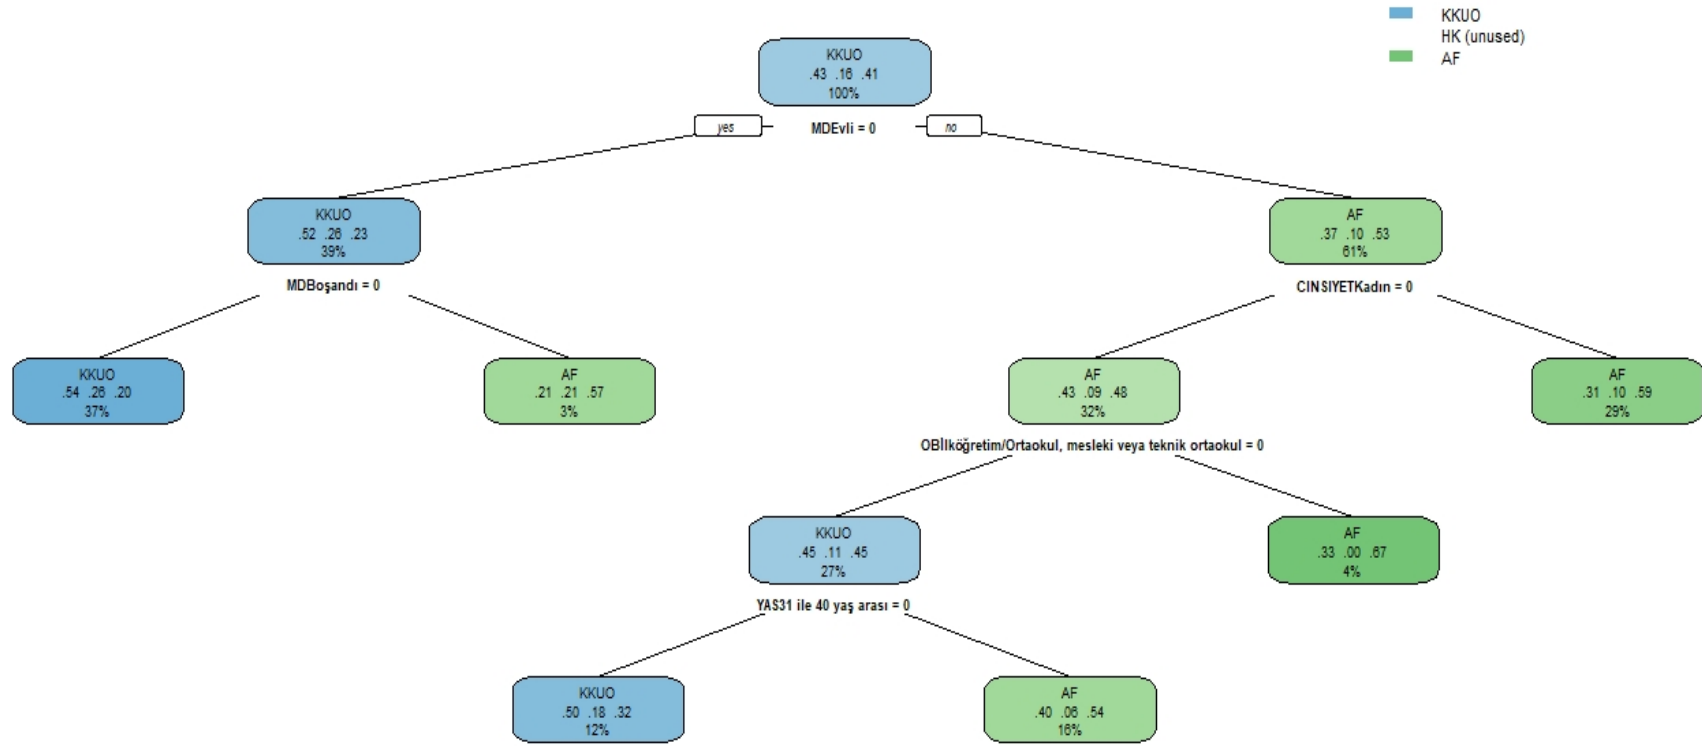 KKUO
HK (unused)
AF
KKUO
.43 .16 .41
100%
yes
MDEvli = 0
no
KKUO
.52 .26 .23
39%
AF
.37 .10 .53
61%
MDBoşandı = 0
CINSIYETKadın = 0
KKUO
.54 .26 .20
37%
AF
.21 .21 .57
3%
AF
.43 .09 .48
32%
AF
.31 .10 .59
29%
OBİlköğretim/Ortaokul, mesleki veya teknik ortaokul = 0
KKUO
.45 .11 .45
27%
AF
.33 .00 .67
4%
YAS31 ile 40 yaş arası = 0
KKUO
.50 .18 .32
12%
AF
.40 .06 .54
16%